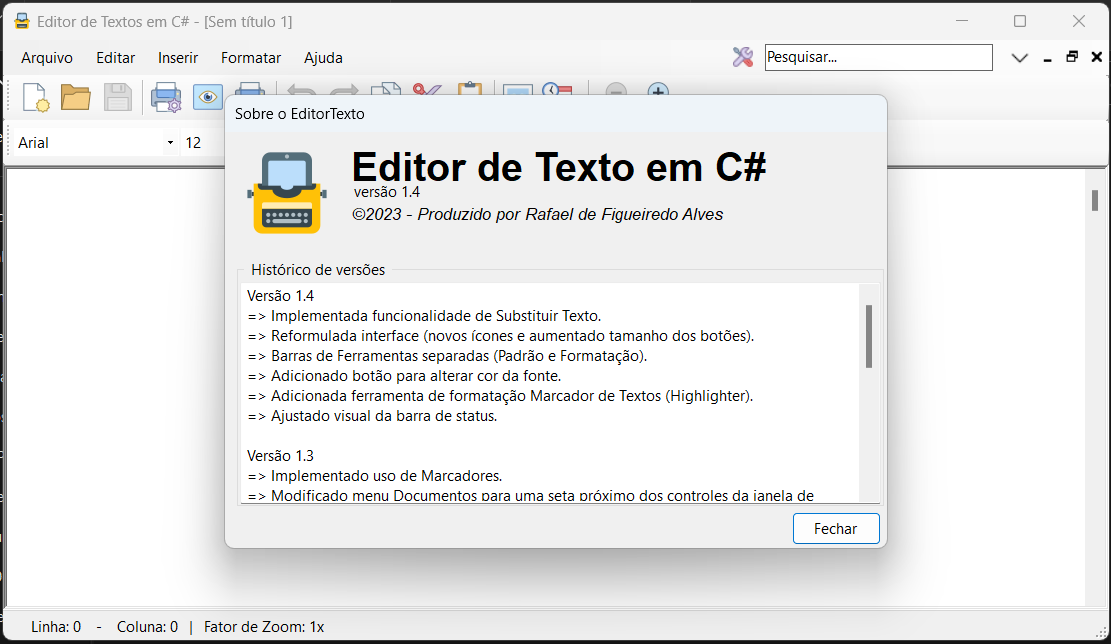 Editor de Textos em C# - [Sem título 1]
Arquivo Editar Inserir Formatar Ajuda Pesquisar...
Arial 12
Sobre o EditorTexto
Editor de Texto em C#
versão 1.4
©2023 - Produzido por Rafael de Figueiredo Alves
Histórico de versões
Versão 1.4
=> Implementada funcionalidade de Substituir Texto.
=> Reformulada interface (novos ícones e aumentado tamanho dos botões).
=> Barras de Ferramentas separadas (Padrão e Formatação).
=> Adicionado botão para alterar cor da fonte.
=> Adicionada ferramenta de formatação Marcador de Textos (Highlighter).
=> Ajustado visual da barra de status.
Versão 1.3
=> Implementado uso de Marcadores.
=> Modificado menu Documentos para uma seta próximo dos controles da janela de
Fechar
Linha: 0 - Coluna: 0 | Fator de Zoom: 1x